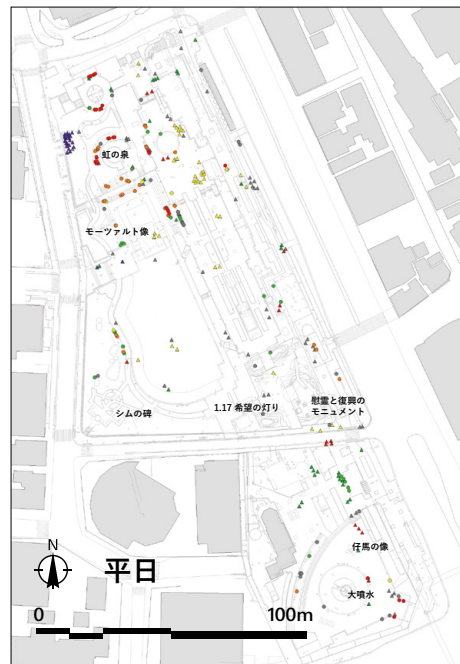 虹の泉
モーツァルト像
シムの碑
1.17 希望の灯り
慰霊と復興の
モニュメント
仔馬の像
大噴水
N
平日
0
100m